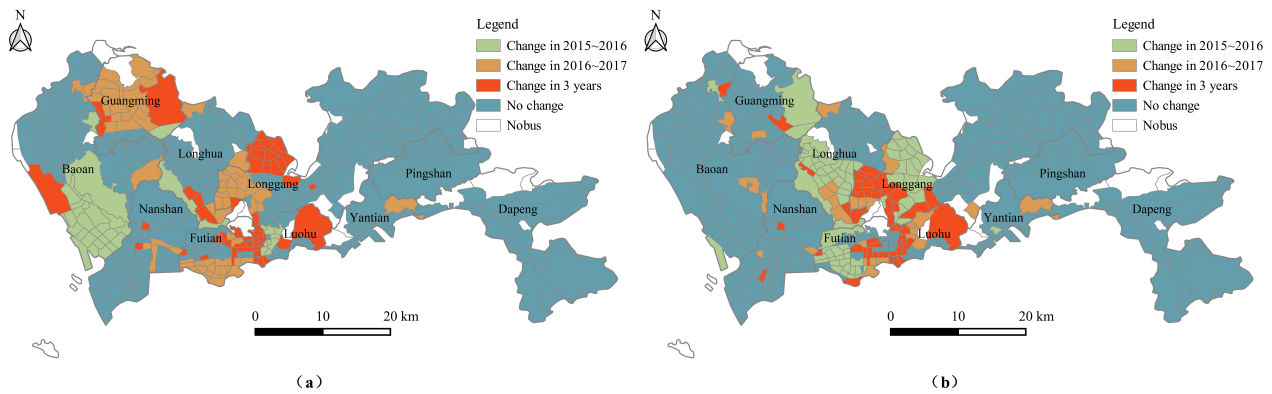 N
Legend
Change in 2015~2016
Change in 2016~2017
Change in 3 years
No change
Nobus
Guangming
Longhua
Baoan
Longgang
Pingshan
Nanshan
Dapeng
Yantian
Futian
Luohu
0 10 20 km
(a)
N
Legend
Change in 2015~2016
Change in 2016~2017
Change in 3 years
No change
Nobus
Guangming
Longhua
Baoan
Longgang
Pingshan
Nanshan
Dapeng
Yantian
Futian
Luohu
0 10 20 km
(b)